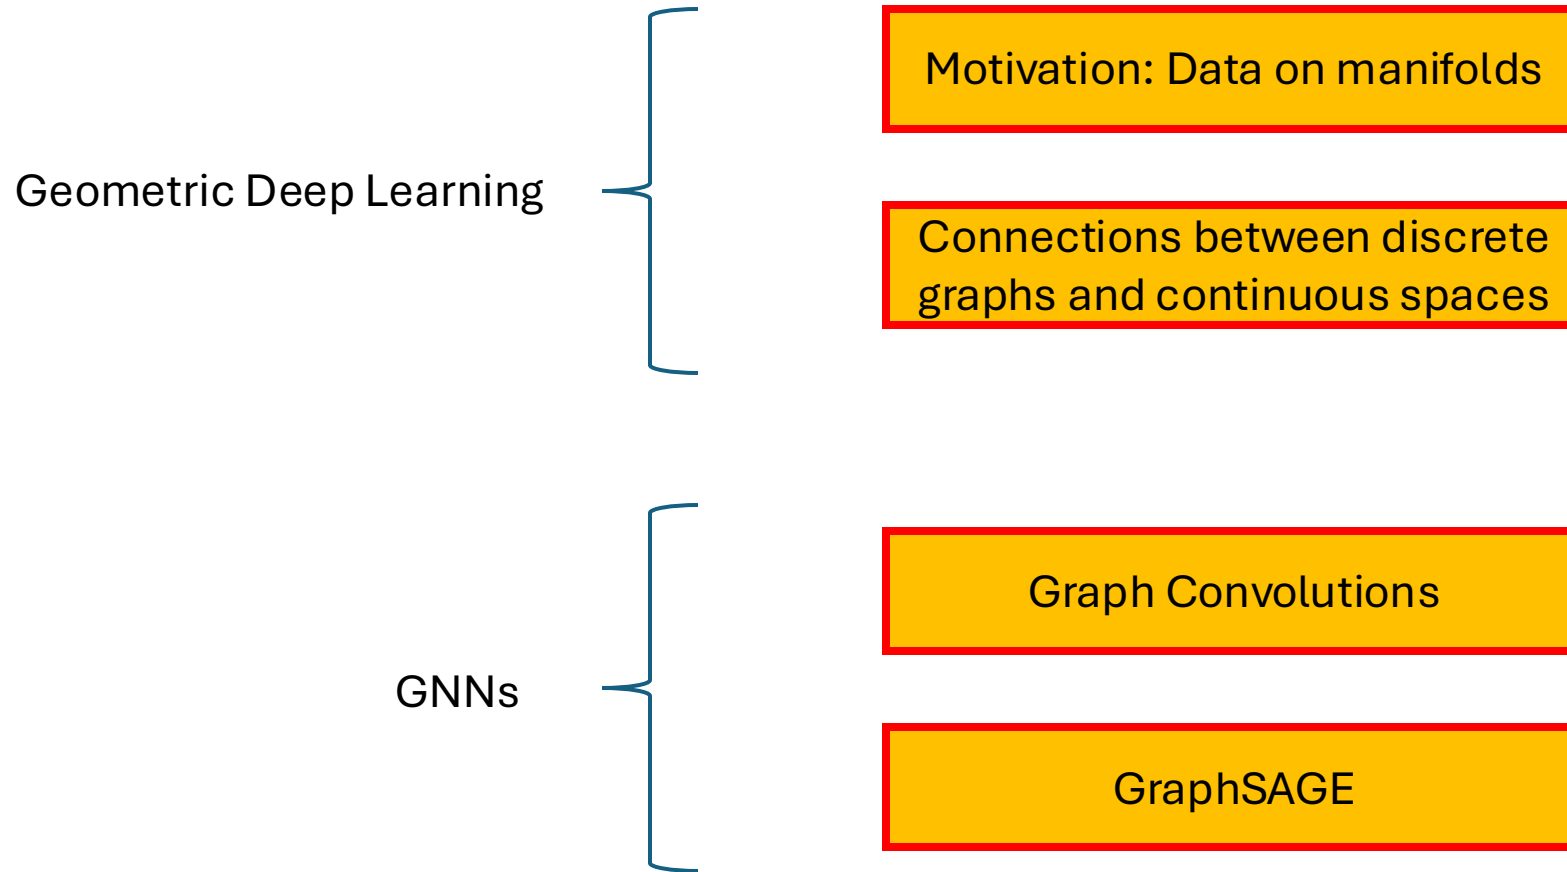 Geometric Deep Learning
Motivation: Data on manifolds
Connections between discrete
graphs and continuous spaces
GNNs
Graph Convolutions
GraphSAGE